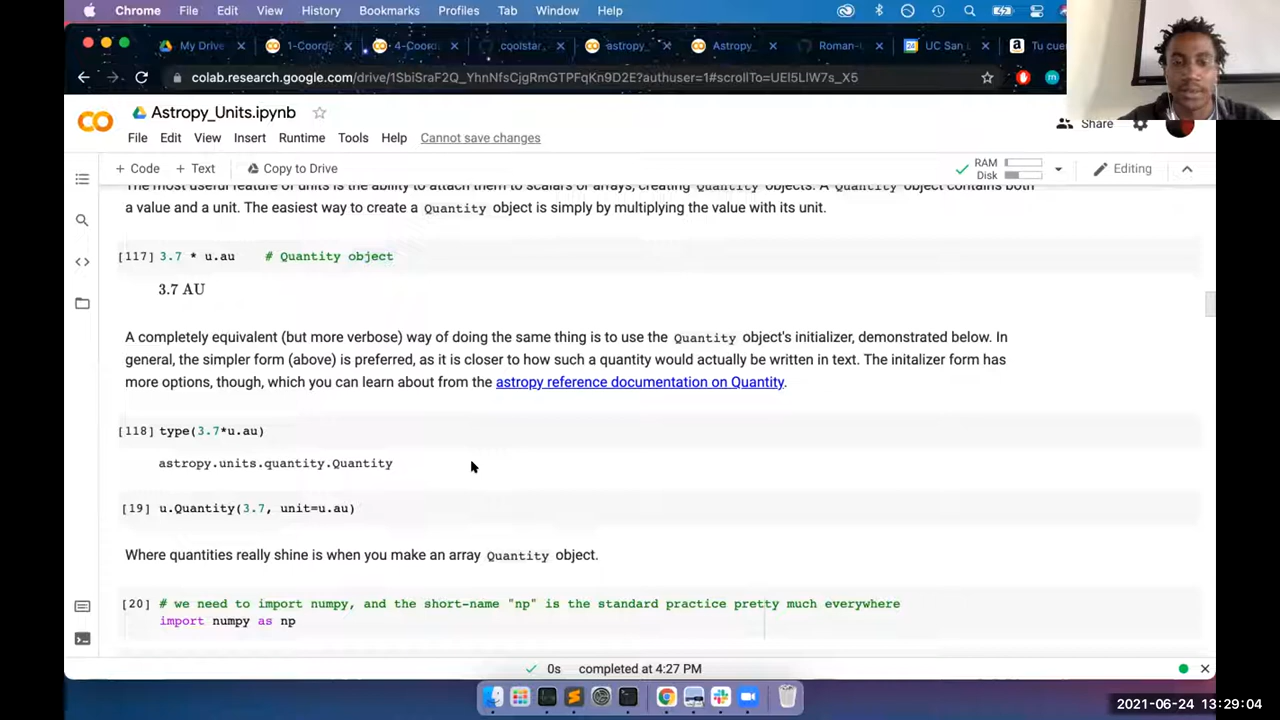 Chrome File Edit View History Bookmarks Profiles Tab Window Help
My Drive 1-Coord 4-Coord coolstar astropy_ Astropy_ Roman- UC San L Tu cuen
colab.research.google.com/drive/1SbiSraF2Q_YhnNfsCjgRmGTPFqKn9D2E?authuser=1#scrollTo=UEI5LlW7s_X5
Astropy_Units.ipynb
File Edit View Insert Runtime Tools Help Cannot save changes
Share
+ Code + Text Copy to Drive
RAM
Disk
Editing
The most useful feature of units is the ability to attach them to scalars or arrays, creating Quantity objects. A Quantity object contains both
a value and a unit. The easiest way to create a Quantity object is simply by multiplying the value with its unit.
[117] 3.7 * u.au # Quantity object
3.7 AU
A completely equivalent (but more verbose) way of doing the same thing is to use the Quantity object's initializer, demonstrated below. In
general, the simpler form (above) is preferred, as it is closer to how such a quantity would actually be written in text. The initalizer form has
more options, though, which you can learn about from the astropy reference documentation on Quantity.
[118] type(3.7*u.au)
astropy.units.quantity.Quantity
[19] u.Quantity(3.7, unit=u.au)
Where quantities really shine is when you make an array Quantity object.
[20] # we need to import numpy, and the short-name "np" is the standard practice pretty much everywhere
import numpy as np
0s completed at 4:27 PM
2021-06-24 13:29:04